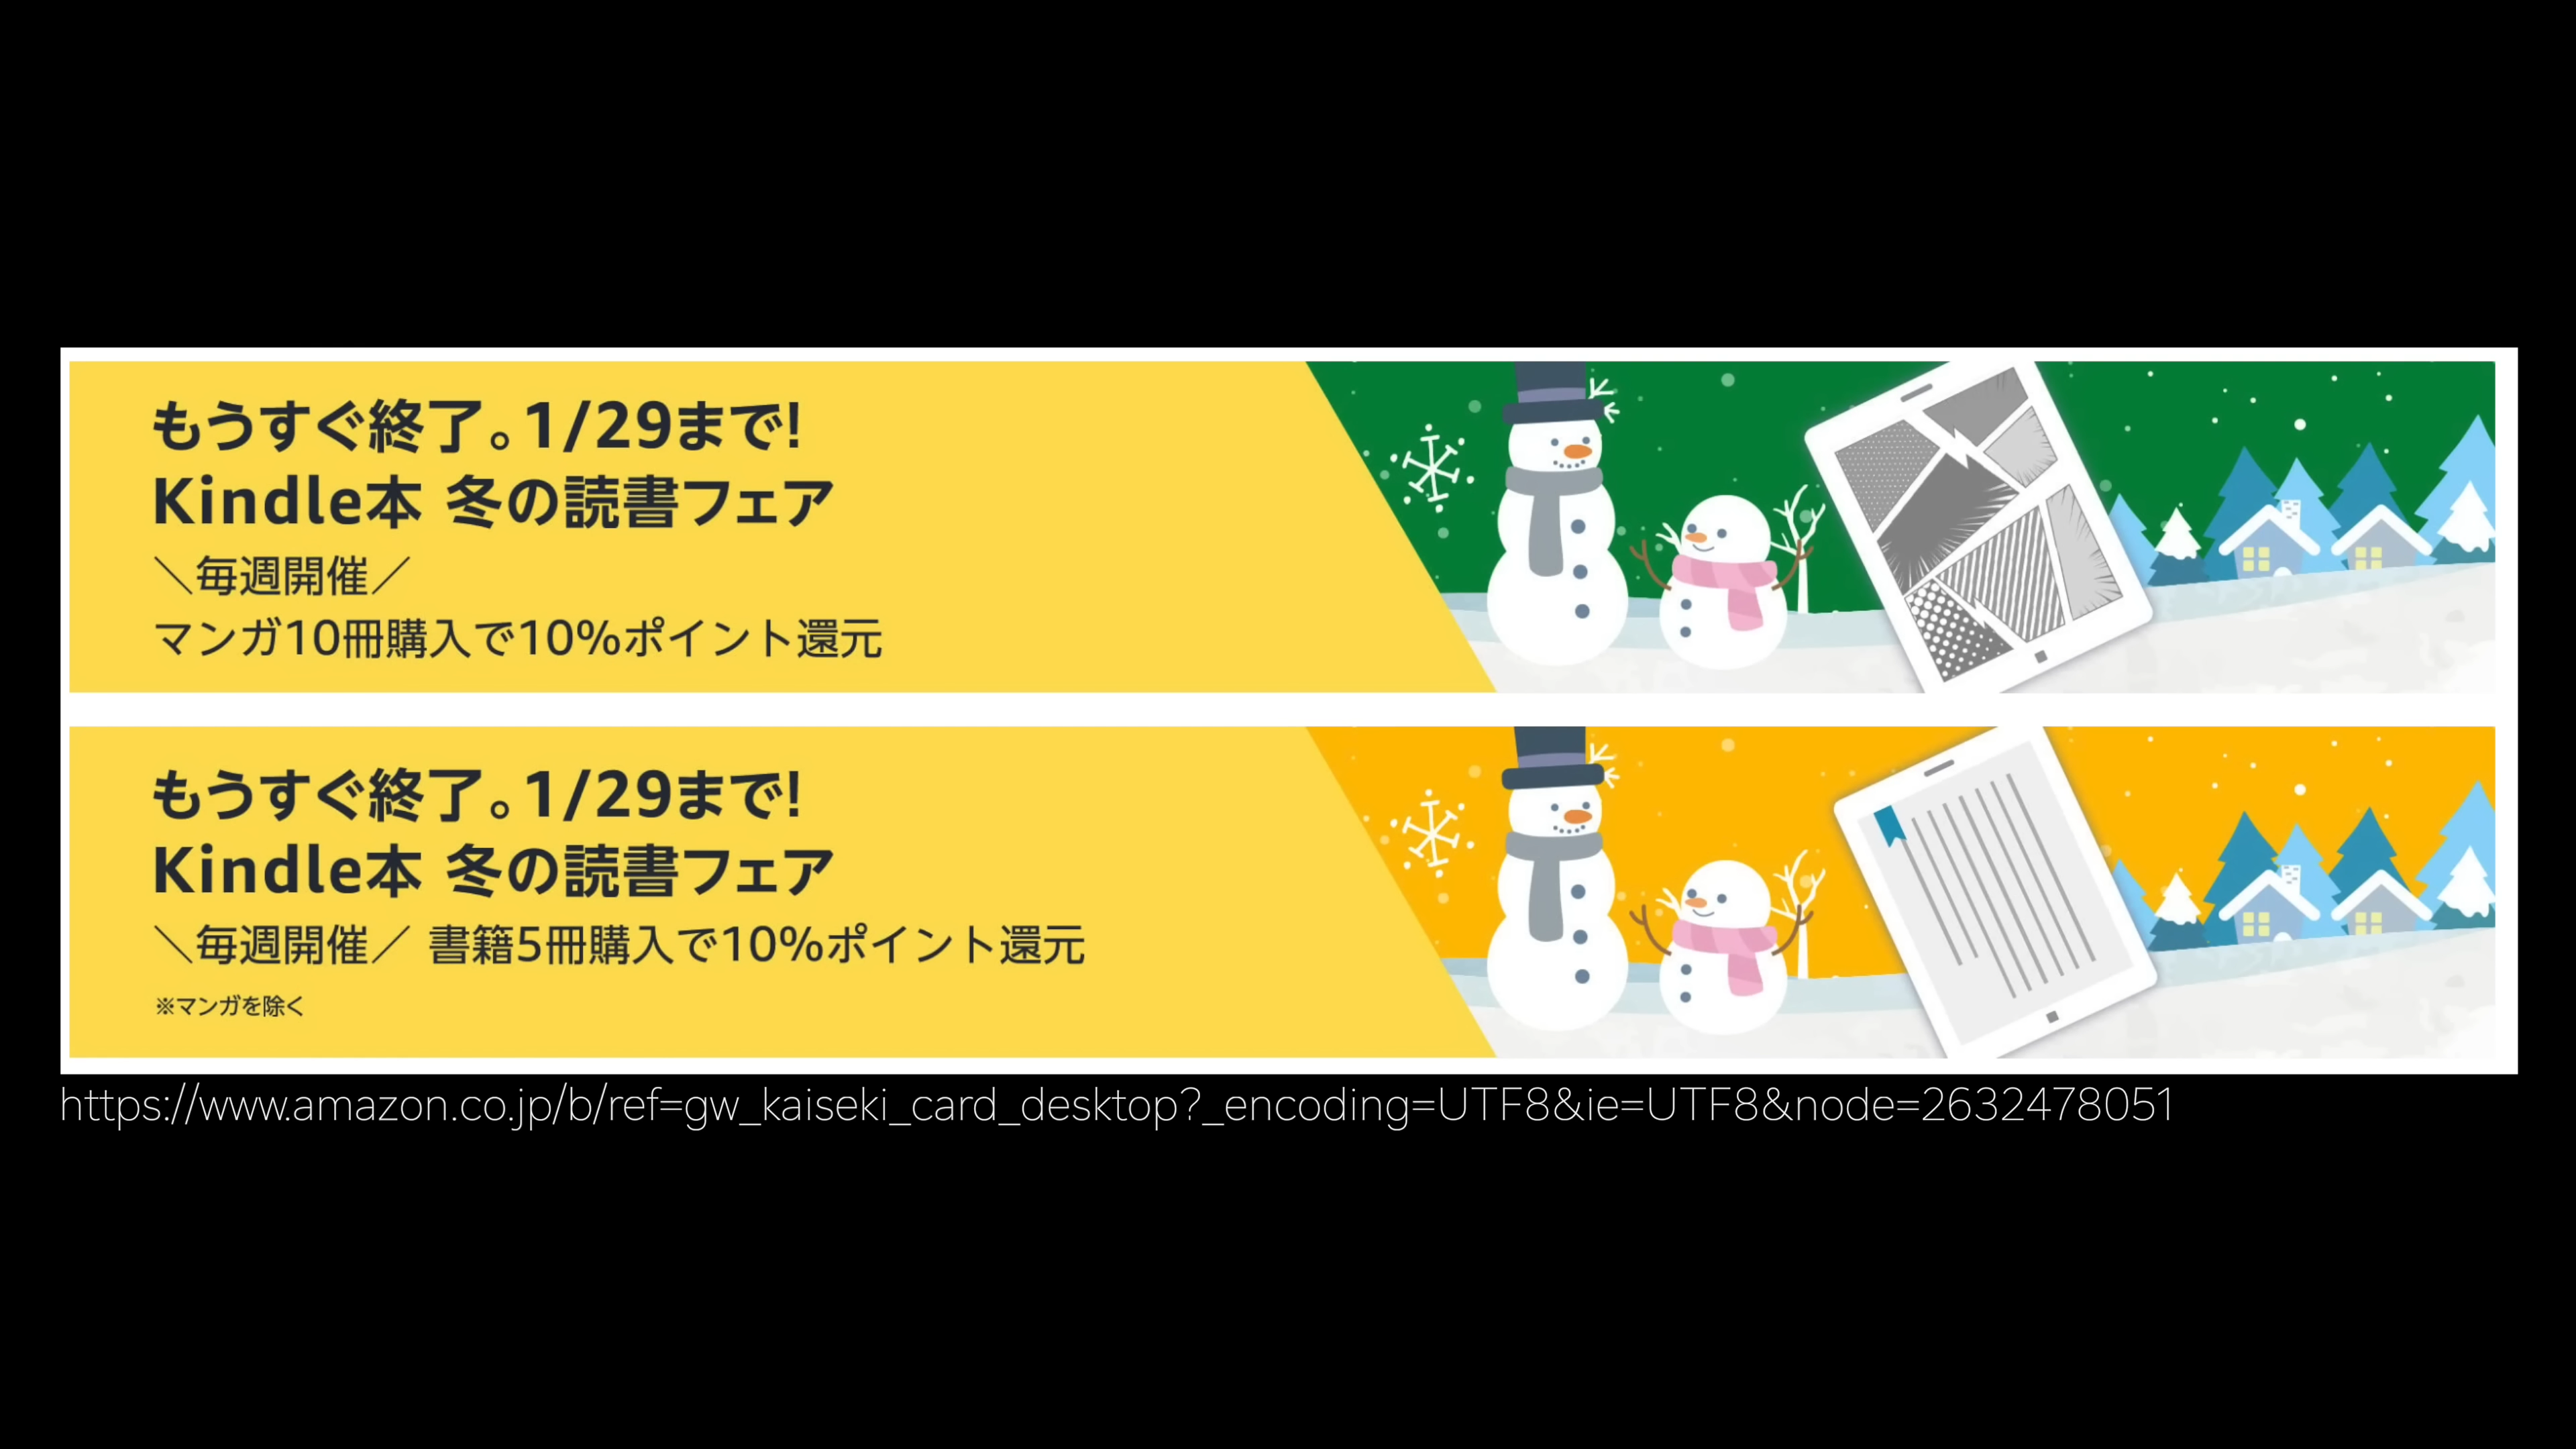 もうすぐ終了。1/29まで!
Kindle本 冬の読書フェア
＼毎週開催／
マンガ10冊購入で10%ポイント還元
もうすぐ終了。1/29まで!
Kindle本 冬の読書フェア
＼毎週開催／ 書籍5冊購入で10%ポイント還元
※マンガを除く
https://www.amazon.co.jp/b/ref=gw_kaiseki_card_desktop?_encoding=UTF8&ie=UTF8&node=2632478051